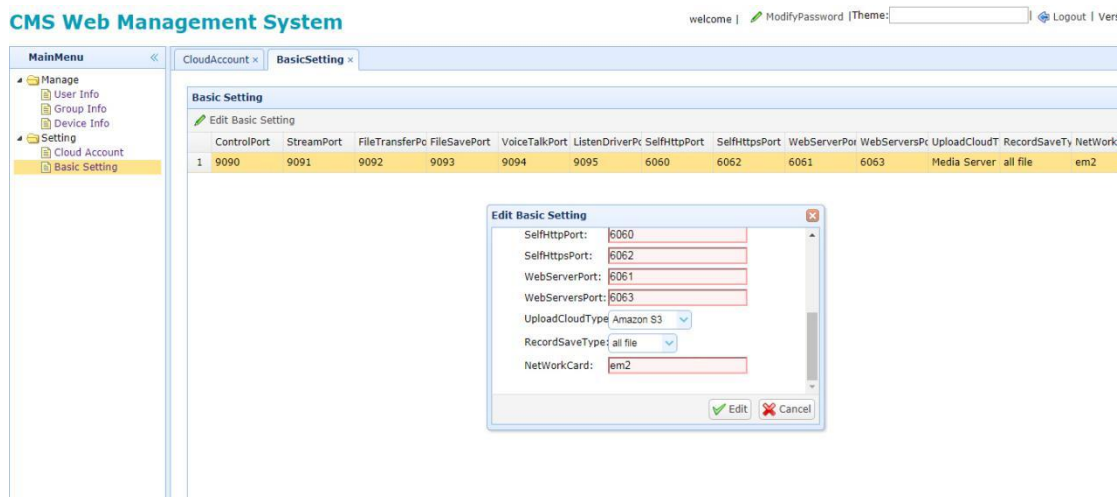 CMS Web Management System
welcome | ModifyPassword |Theme: | Logout | Vers
MainMenu
Manage
User Info
Group Info
Device Info
Setting
Cloud Account
Basic Setting
CloudAccount × BasicSetting ×
Basic Setting
Edit Basic Setting
ControlPort StreamPort FileTransferPo FileSavePort VoiceTalkPort ListenDriverPo SelfHttpPort SelfHttpsPort WebServerPor WebServersPo UploadCloudT RecordSaveTy NetWork
1 9090 9091 9092 9093 9094 9095 6060 6062 6061 6063 Media Server all file em2
Edit Basic Setting
SelfHttpPort: 6060
SelfHttpsPort: 6062
WebServerPort: 6061
WebServersPort: 6063
UploadCloudType Amazon S3
RecordSaveType: all file
NetWorkCard: em2
Edit Cancel